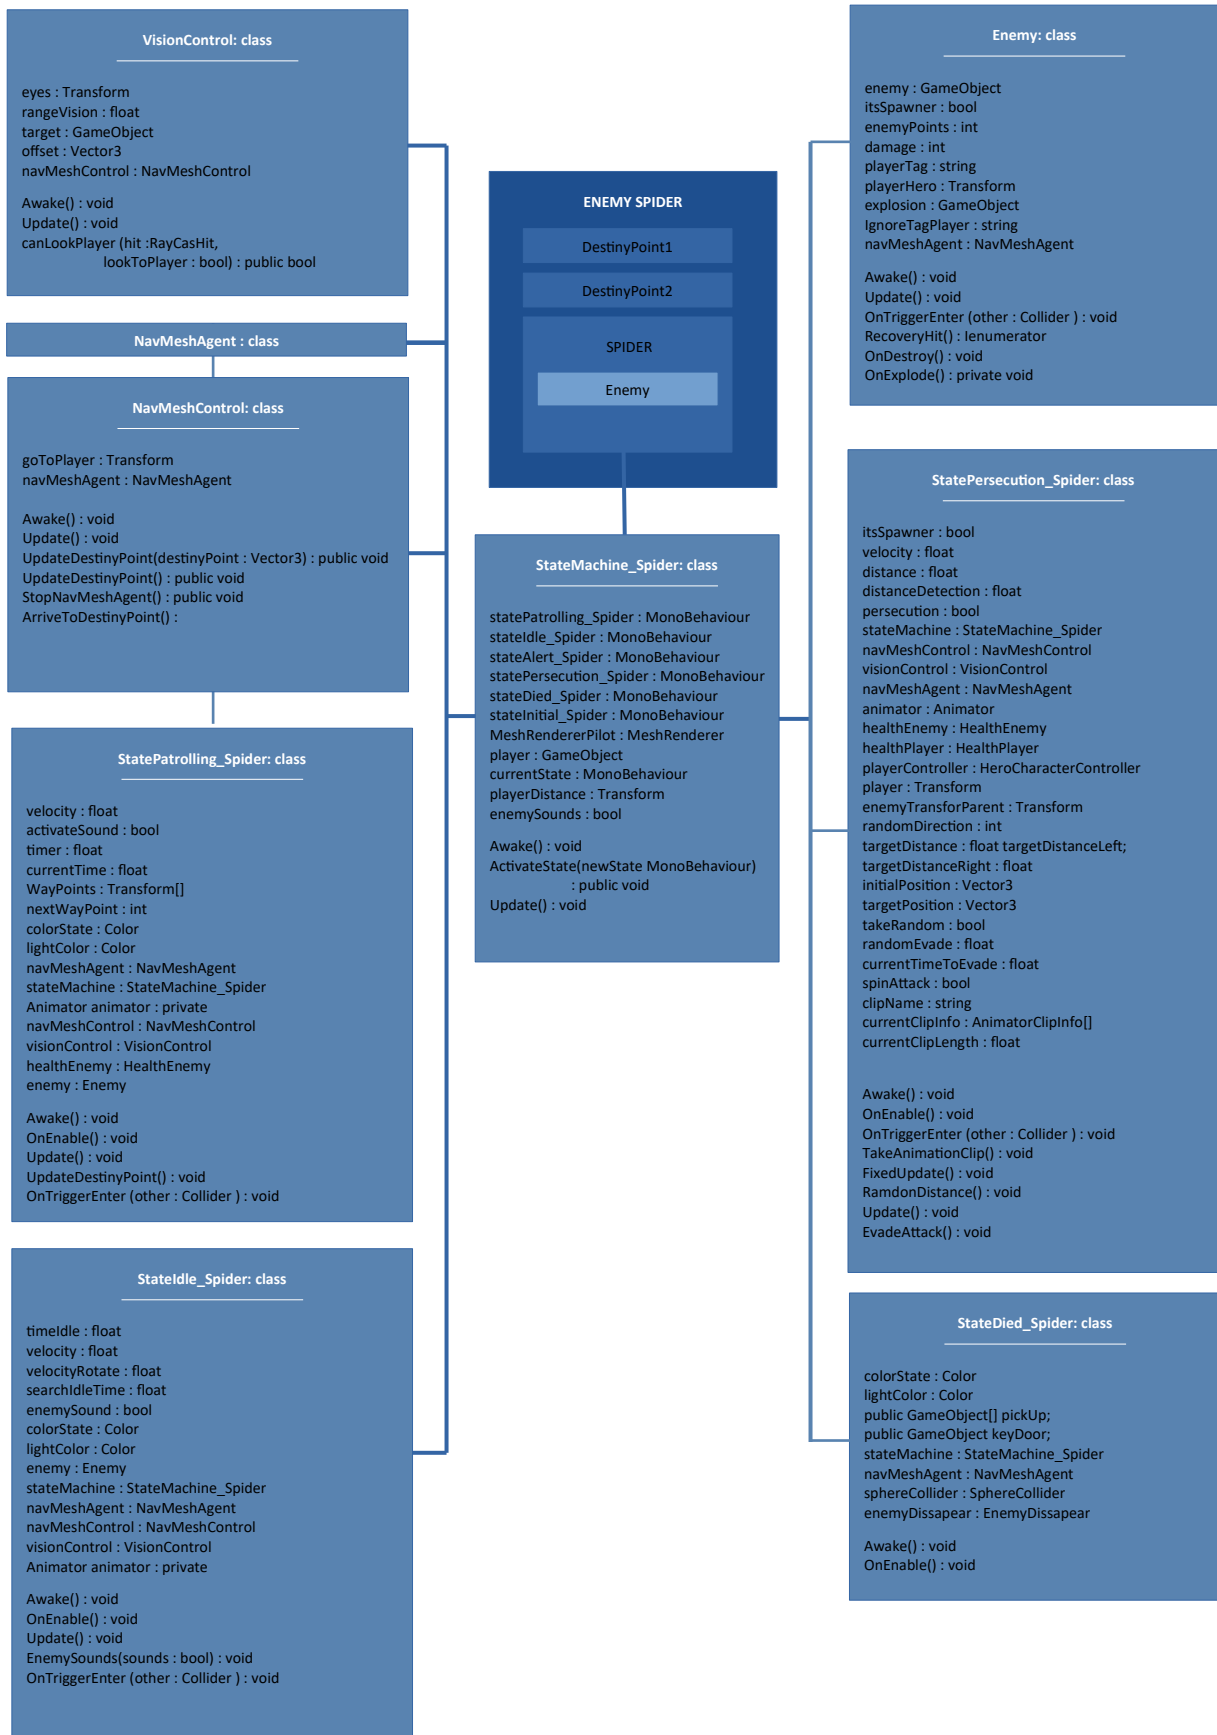 VisionControl: class
eyes : Transform
rangeVision : float
target : GameObject
offset : Vector3
navMeshControl : NavMeshControl
Awake() : void
Update() : void
canLookPlayer (hit :RayCasHit,
lookToPlayer : bool) : public bool
NavMeshAgent : class
NavMeshControl: class
goToPlayer : Transform
navMeshAgent : NavMeshAgent
Awake() : void
Update() : void
UpdateDestinyPoint(destinyPoint : Vector3) : public void
UpdateDestinyPoint() : public void
StopNavMeshAgent() : public void
ArriveToDestinyPoint() :
StatePatrolling_Spider: class
velocity : float
activateSound : bool
timer : float
currentTime : float
WayPoints : Transform[]
nextWayPoint : int
colorState : Color
lightColor : Color
navMeshAgent : NavMeshAgent
stateMachine : StateMachine_Spider
Animator animator : private
navMeshControl : NavMeshControl
visionControl : VisionControl
healthEnemy : HealthEnemy
enemy : Enemy
Awake() : void
OnEnable() : void
Update() : void
UpdateDestinyPoint() : void
OnTriggerEnter (other : Collider ) : void
StateIdle_Spider: class
timeIdle : float
velocity : float
velocityRotate : float
searchIdleTime : float
enemySound : bool
colorState : Color
lightColor : Color
enemy : Enemy
stateMachine : StateMachine_Spider
navMeshAgent : NavMeshAgent
navMeshControl : NavMeshControl
visionControl : VisionControl
Animator animator : private
Awake() : void
OnEnable() : void
Update() : void
EnemySounds(sounds : bool) : void
OnTriggerEnter (other : Collider ) : void
ENEMY SPIDER
DestinyPoint1
DestinyPoint2
SPIDER
Enemy
StateMachine_Spider: class
statePatrolling_Spider : MonoBehaviour
stateIdle_Spider : MonoBehaviour
stateAlert_Spider : MonoBehaviour
statePersecution_Spider : MonoBehaviour
stateDied_Spider : MonoBehaviour
stateInitial_Spider : MonoBehaviour
MeshRendererPilot : MeshRenderer
player : GameObject
currentState : MonoBehaviour
playerDistance : Transform
enemySounds : bool
Awake() : void
ActivateState(newState MonoBehaviour)
: public void
Update() : void
Enemy: class
enemy : GameObject
itsSpawner : bool
enemyPoints : int
damage : int
playerTag : string
playerHero : Transform
explosion : GameObject
IgnoreTagPlayer : string
navMeshAgent : NavMeshAgent
Awake() : void
Update() : void
OnTriggerEnter (other : Collider ) : void
RecoveryHit() : Ienumerator
OnDestroy() : void
OnExplode() : private void
StatePersecution_Spider: class
itsSpawner : bool
velocity : float
distance : float
distanceDetection : float
persecution : bool
stateMachine : StateMachine_Spider
navMeshControl : NavMeshControl
visionControl : VisionControl
navMeshAgent : NavMeshAgent
animator : Animator
healthEnemy : HealthEnemy
healthPlayer : HealthPlayer
playerController : HeroCharacterController
player : Transform
enemyTransforParent : Transform
randomDirection : int
targetDistance : float targetDistanceLeft;
targetDistanceRight : float
initialPosition : Vector3
targetPosition : Vector3
takeRandom : bool
randomEvade : float
currentTimeToEvade : float
spinAttack : bool
clipName : string
currentClipInfo : AnimatorClipInfo[]
currentClipLength : float
Awake() : void
OnEnable() : void
OnTriggerEnter (other : Collider ) : void
TakeAnimationClip() : void
FixedUpdate() : void
RamdonDistance() : void
Update() : void
EvadeAttack() : void
StateDied_Spider: class
colorState : Color
lightColor : Color
public GameObject[] pickUp;
public GameObject keyDoor;
stateMachine : StateMachine_Spider
navMeshAgent : NavMeshAgent
sphereCollider : SphereCollider
enemyDissapear : EnemyDissapear
Awake() : void
OnEnable() : void